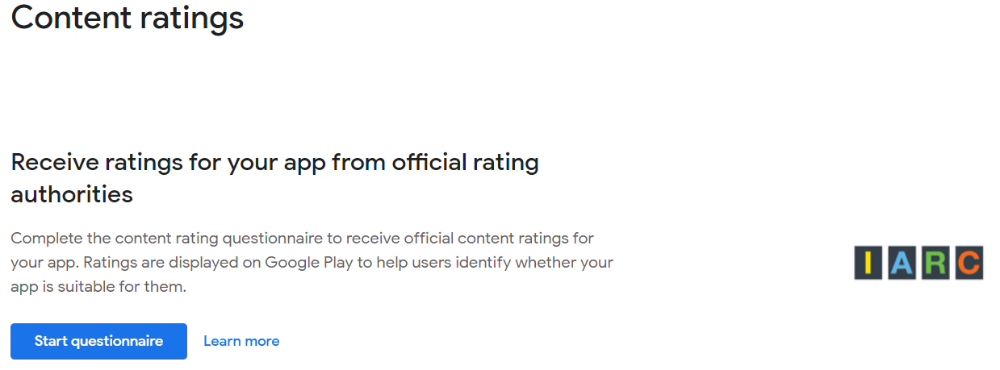 Content ratings
Receive ratings for your app from official rating
authorities
Complete the content rating questionnaire to receive official content ratings for
your app. Ratings are displayed on Google Play to help users identify whether your
app is suitable for them.
IARC
Start questionnaire Learn more